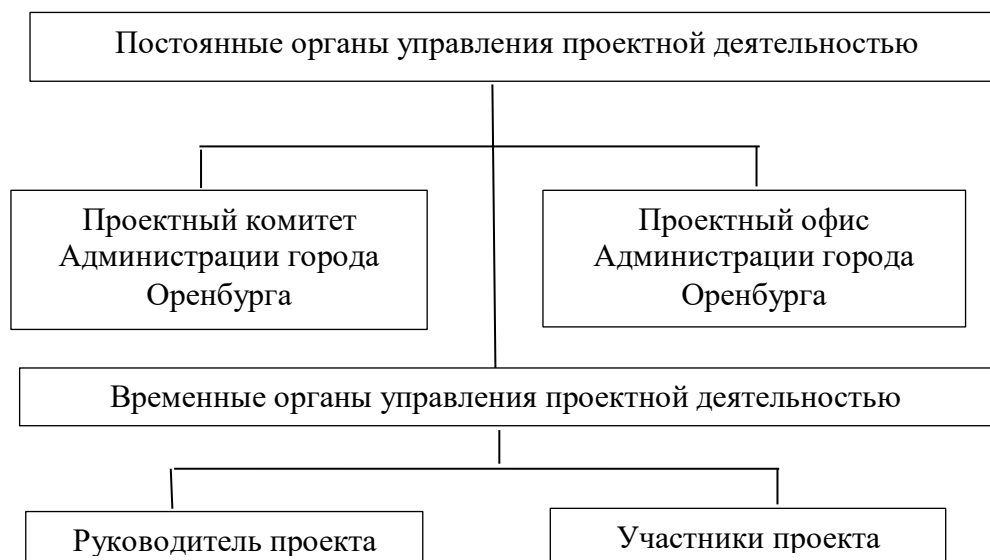 Постоянные органы управления проектной деятельностью
Проектный комитет
Администрации города
Оренбурга
Проектный офис
Администрации города
Оренбурга
Временные органы управления проектной деятельностью
Руководитель проекта
Участники проекта